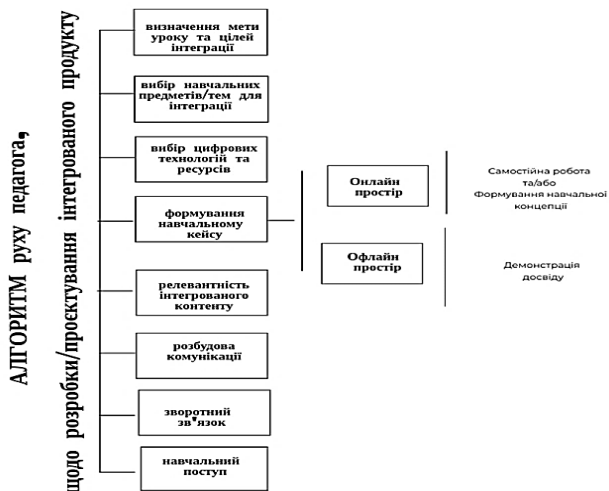 АЛГОРИТМ руху педагога,
щодо розробки/проєктування інтегрованого продукту
визначення мети
уроку та цілей
інтеграції
вибір навчальних
предметів/тем для
інтеграції
вибір цифрових
технологій та
ресурсів
формування
навчальному
кейсу
релевантність
інтегрованого
контенту
розбудова
комунікації
зворотний
зв'язок
навчальний
поступ
Онлайн
простір
Офлайн
простір
Самостійна робота
та/або
Формування навчальної
концепції
Демонстрація
досвіду